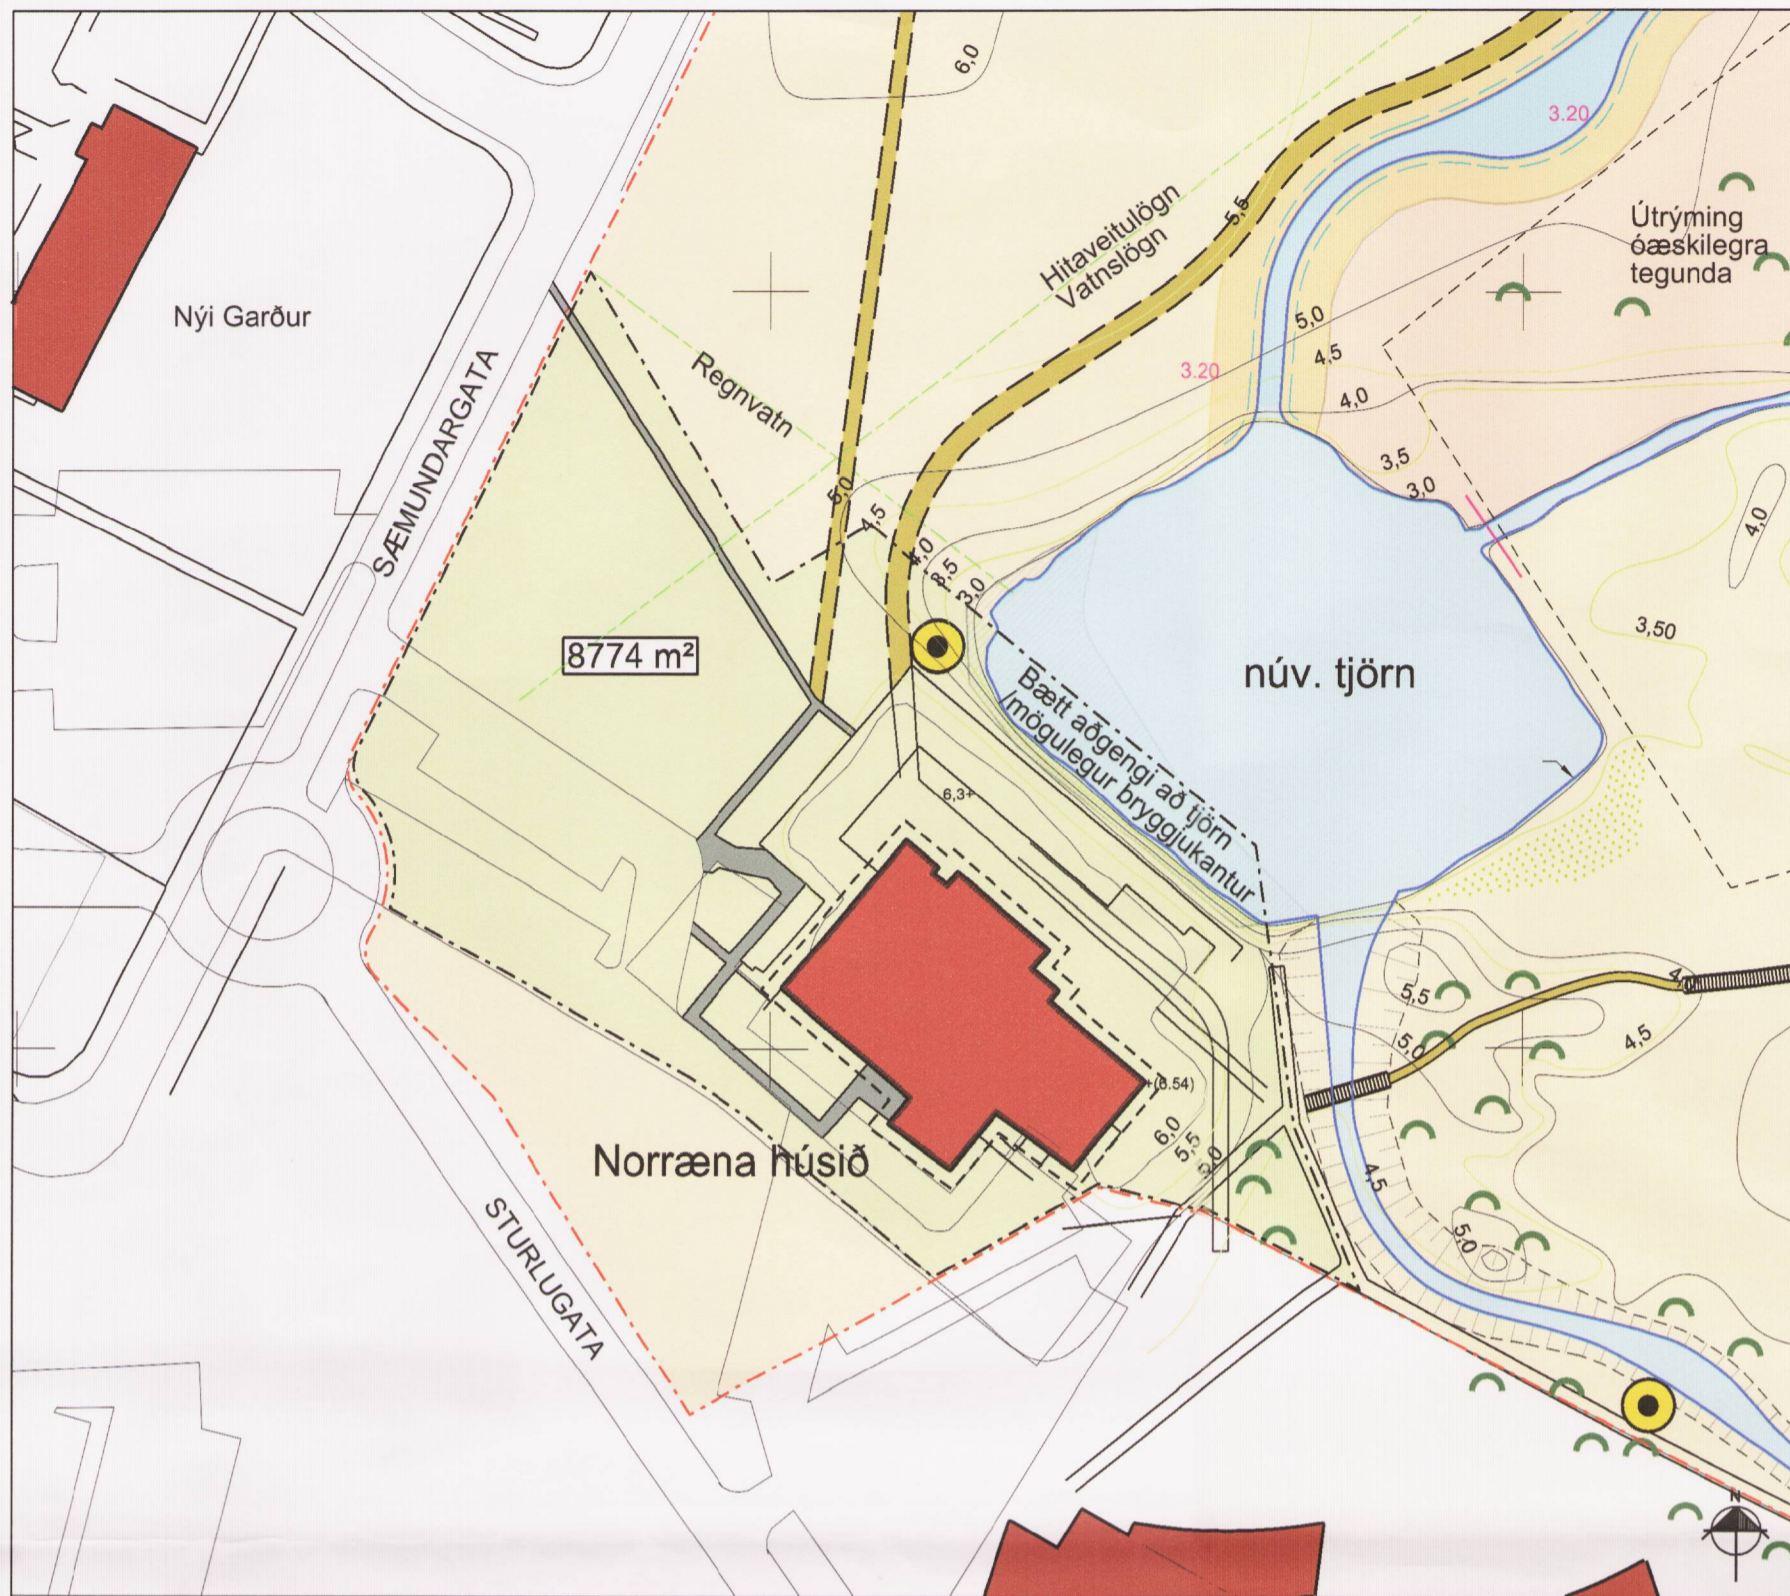 6,0
3.20
Hitaveitulögn
Vatnslögn
5,5
Útrýming
óæskilegra
tegunda
Nýi Garður
5,0
4,5
4,0
3.20
SÆMUNDARGATA
Regnvatn
3,5
3,0
5,0
4,5
4,0
3,5
3,0
4,0
8774 m²
3,50
núv. tjörn
Bætt aðgengi að tjörn
/mögulegur bryggjukantur
6,3+
5,5
5,0
4,5
+(6.54)
6,0
5,5
5,0
4,5
5,0
Norræna húsið
STURLUGATA
N